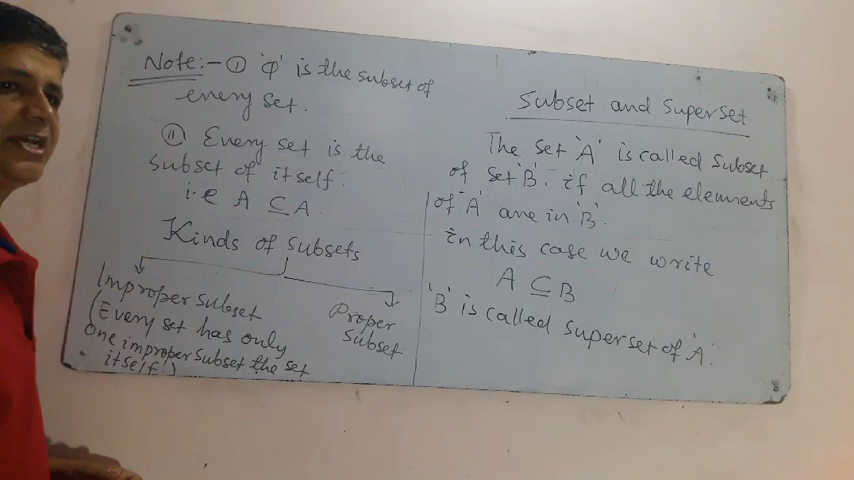 Note:- ① 'φ' is the subset of
every set.
② Every set is the
subset of itself.
i.e A ⊆ A.
Kinds of subsets
Improper subset
(Every set has only
One improper subset the set
itself.)
Proper
subset
Subset and Superset
The set 'A' is called subset
of set 'B'. if all the elements
of 'A' are in 'B'.
In this case we write
A ⊆ B
'B' is called superset of 'A'.